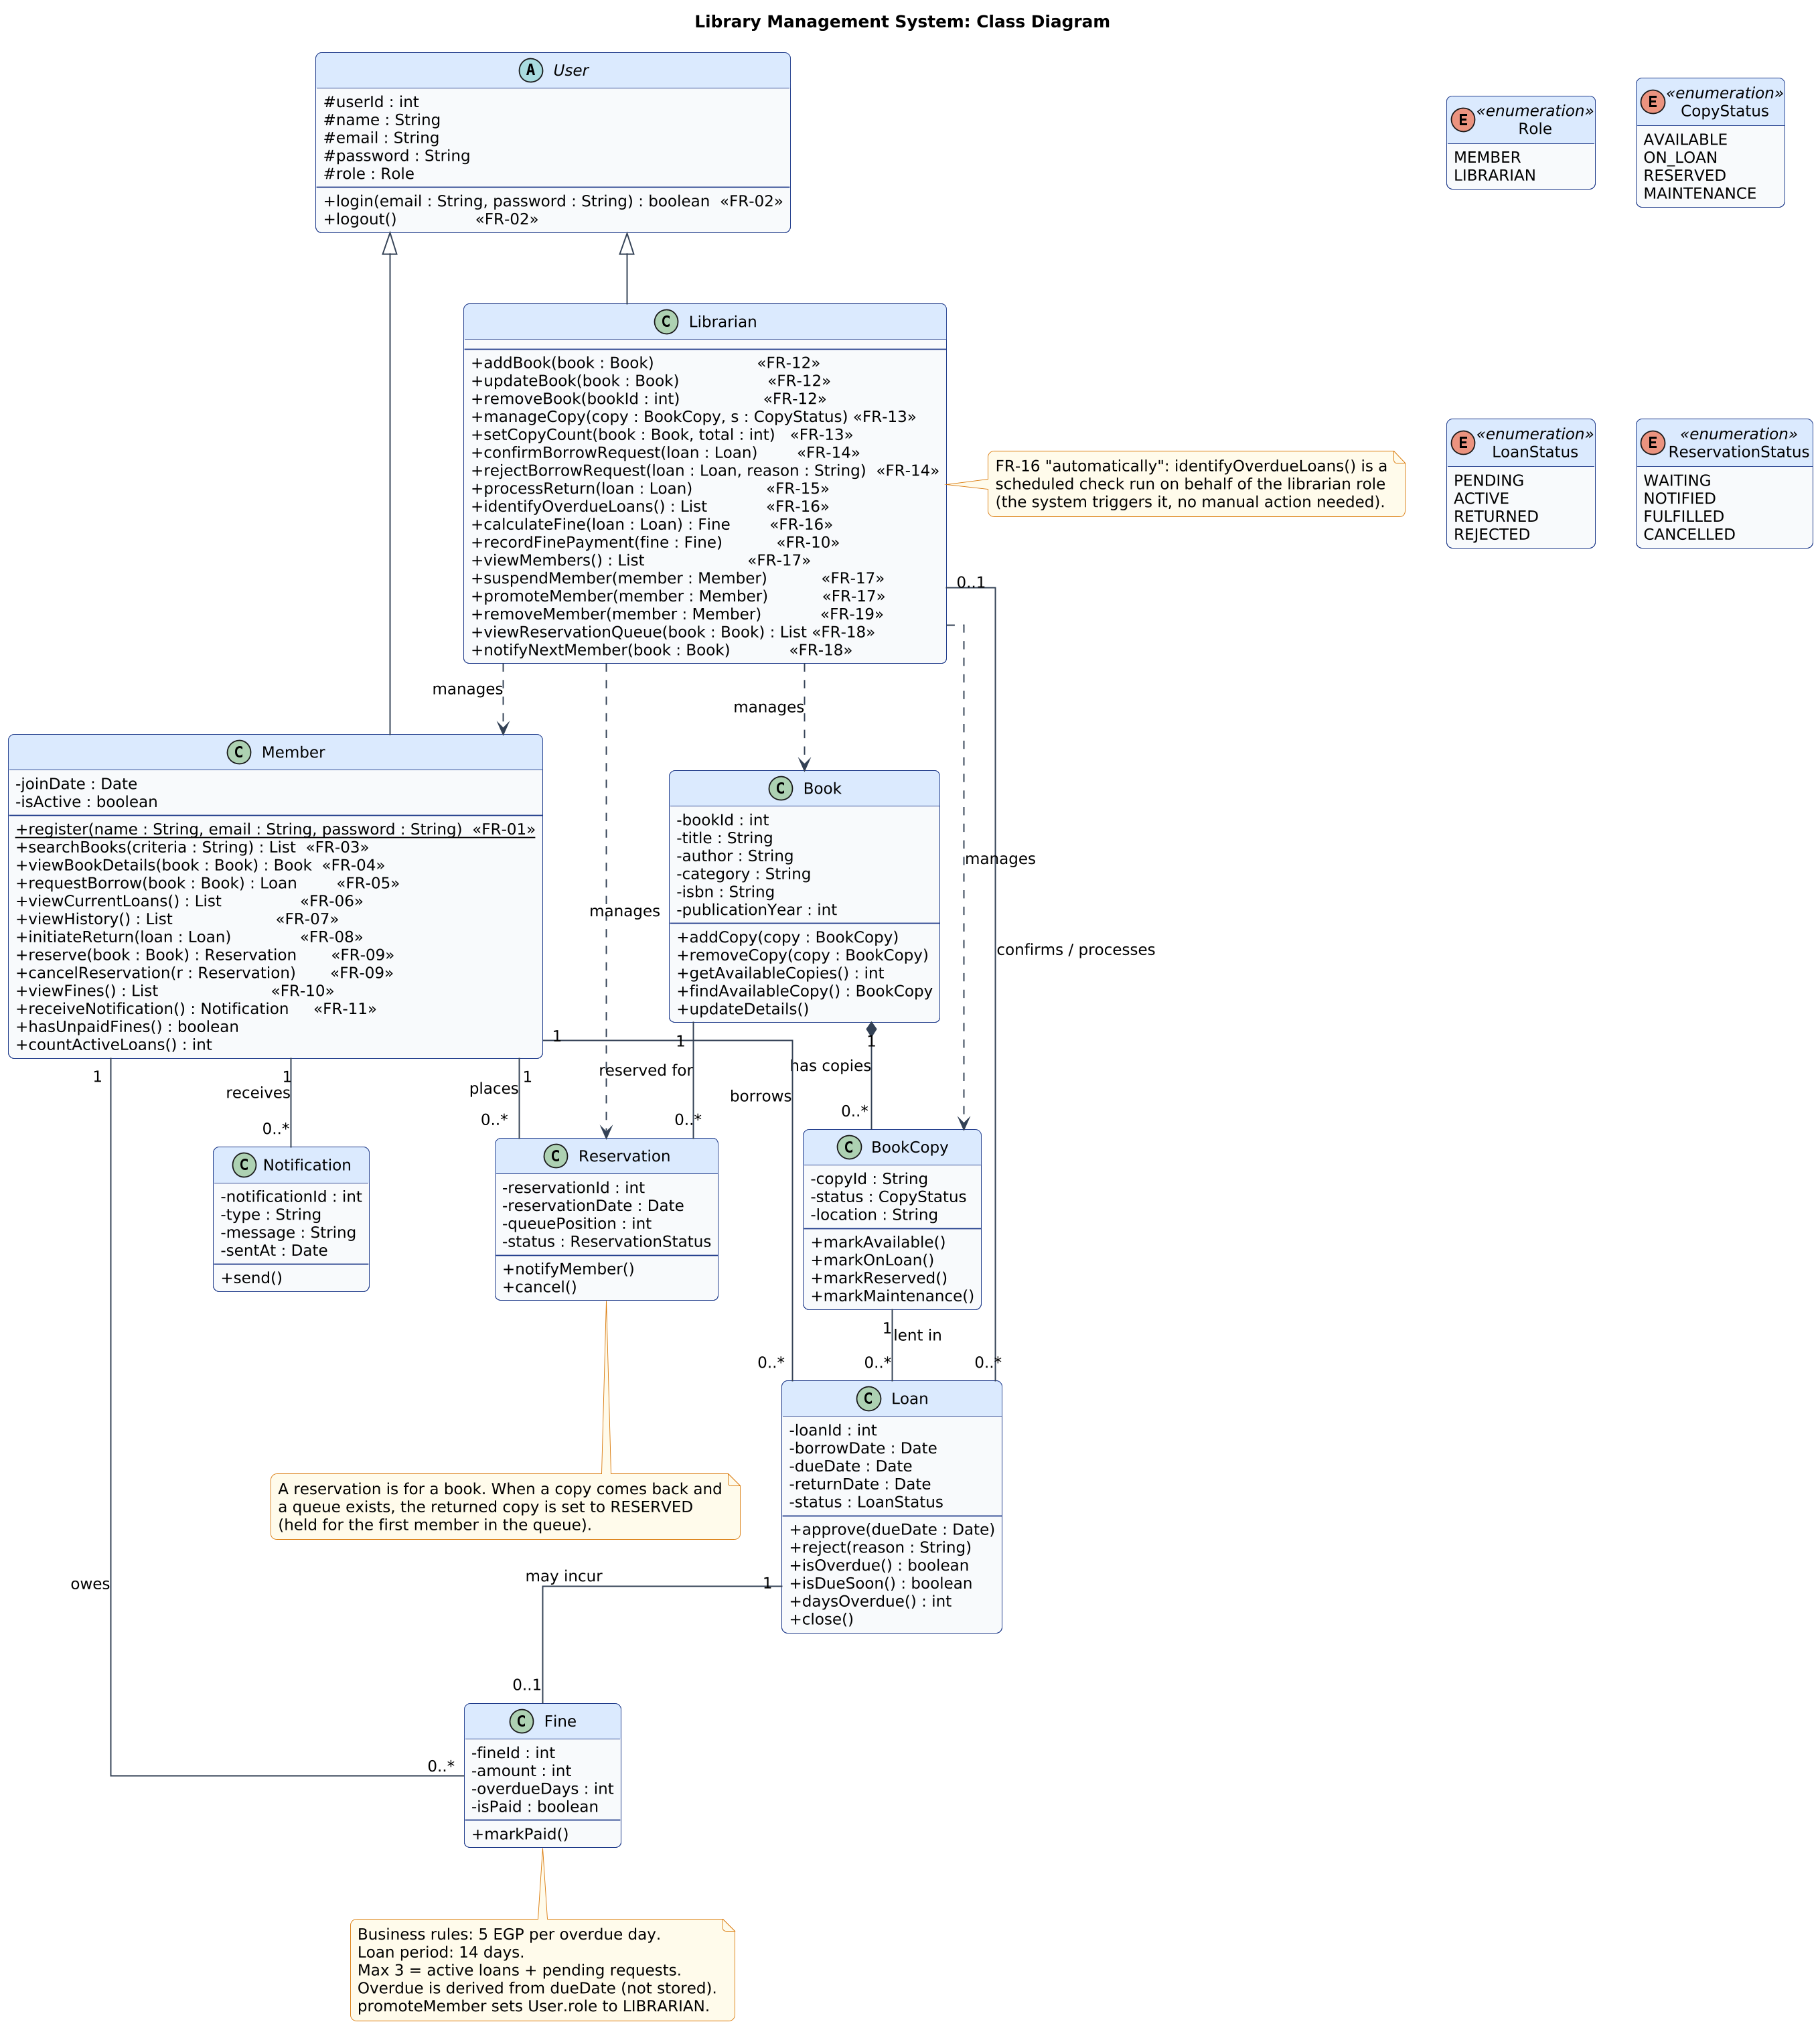 Library Management System: Class Diagram
A User
#userId : int
#name : String
#email : String
#password : String
#role : Role
+login(email : String, password : String) : boolean «FR-02»
+logout() «FR-02»
E «enumeration»
Role
MEMBER
LIBRARIAN
E «enumeration»
CopyStatus
AVAILABLE
ON_LOAN
RESERVED
MAINTENANCE
C Librarian
+addBook(book : Book) «FR-12»
+updateBook(book : Book) «FR-12»
+removeBook(bookId : int) «FR-12»
+manageCopy(copy : BookCopy, s : CopyStatus) «FR-13»
+setCopyCount(book : Book, total : int) «FR-13»
+confirmBorrowRequest(loan : Loan) «FR-14»
+rejectBorrowRequest(loan : Loan, reason : String) «FR-14»
+processReturn(loan : Loan) «FR-15»
+identifyOverdueLoans() : List «FR-16»
+calculateFine(loan : Loan) : Fine «FR-16»
+recordFinePayment(fine : Fine) «FR-10»
+viewMembers() : List «FR-17»
+suspendMember(member : Member) «FR-17»
+promoteMember(member : Member) «FR-17»
+removeMember(member : Member) «FR-19»
+viewReservationQueue(book : Book) : List «FR-18»
+notifyNextMember(book : Book) «FR-18»
FR-16 "automatically": identifyOverdueLoans() is a
scheduled check run on behalf of the librarian role
(the system triggers it, no manual action needed).
E «enumeration»
LoanStatus
PENDING
ACTIVE
RETURNED
REJECTED
E «enumeration»
ReservationStatus
WAITING
NOTIFIED
FULFILLED
CANCELLED
0..1
manages
manages
manages
manages
confirms / processes
C Member
-joinDate : Date
-isActive : boolean
+register(name : String, email : String, password : String) «FR-01»
+searchBooks(criteria : String) : List «FR-03»
+viewBookDetails(book : Book) : Book «FR-04»
+requestBorrow(book : Book) : Loan «FR-05»
+viewCurrentLoans() : List «FR-06»
+viewHistory() : List «FR-07»
+initiateReturn(loan : Loan) «FR-08»
+reserve(book : Book) : Reservation «FR-09»
+cancelReservation(r : Reservation) «FR-09»
+viewFines() : List «FR-10»
+receiveNotification() : Notification «FR-11»
+hasUnpaidFines() : boolean
+countActiveLoans() : int
C Book
-bookId : int
-title : String
-author : String
-category : String
-isbn : String
-publicationYear : int
+addCopy(copy : BookCopy)
+removeCopy(copy : BookCopy)
+getAvailableCopies() : int
+findAvailableCopy() : BookCopy
+updateDetails()
1
1
1
1
1
1
receives
places
reserved for
has copies
borrows
0..*
0..*
0..*
0..*
C Notification
-notificationId : int
-type : String
-message : String
-sentAt : Date
+send()
C Reservation
-reservationId : int
-reservationDate : Date
-queuePosition : int
-status : ReservationStatus
+notifyMember()
+cancel()
C BookCopy
-copyId : String
-status : CopyStatus
-location : String
+markAvailable()
+markOnLoan()
+markReserved()
+markMaintenance()
1
lent in
0..*
0..*
0..*
C Loan
-loanId : int
-borrowDate : Date
-dueDate : Date
-returnDate : Date
-status : LoanStatus
+approve(dueDate : Date)
+reject(reason : String)
+isOverdue() : boolean
+isDueSoon() : boolean
+daysOverdue() : int
+close()
A reservation is for a book. When a copy comes back and
a queue exists, the returned copy is set to RESERVED
(held for the first member in the queue).
owes
may incur
1
0..1
0..*
C Fine
-fineId : int
-amount : int
-overdueDays : int
-isPaid : boolean
+markPaid()
Business rules: 5 EGP per overdue day.
Loan period: 14 days.
Max 3 = active loans + pending requests.
Overdue is derived from dueDate (not stored).
promoteMember sets User.role to LIBRARIAN.